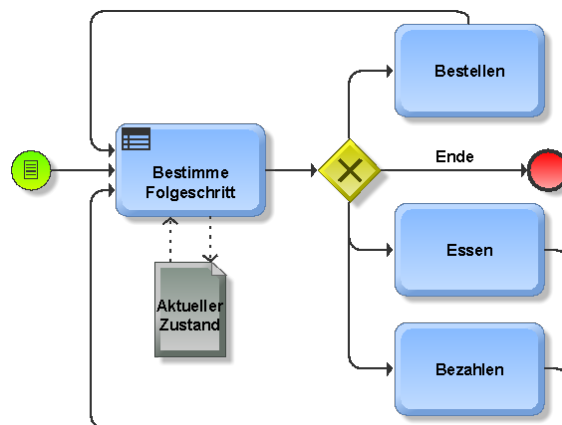 Bestellen
Bestimme
Folgeschritt
Ende
Essen
Aktueller
Zustand
Bezahlen